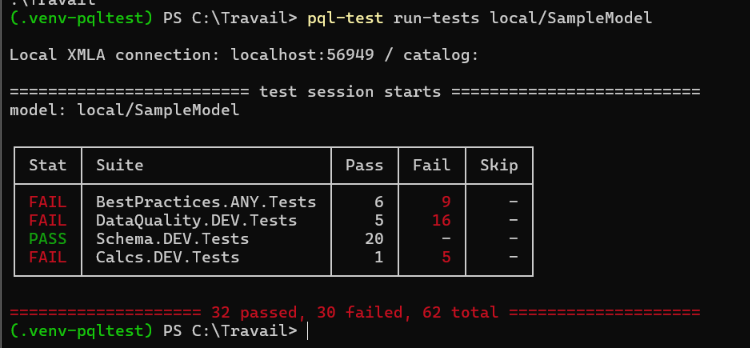 :\Travail
(.venv-pqltest) PS C:\Travail> pql-test run-tests local/SampleModel
Local XMLA connection: localhost:56949 / catalog:
========================= test session starts ==========================
model: local/SampleModel
Stat Suite Pass Fail Skip
FAIL BestPractices.ANY.Tests 6 9 –
FAIL DataQuality.DEV.Tests 5 16 –
PASS Schema.DEV.Tests 20 – –
FAIL Calcs.DEV.Tests 1 5 –
==================== 32 passed, 30 failed, 62 total ====================
(.venv-pqltest) PS C:\Travail>